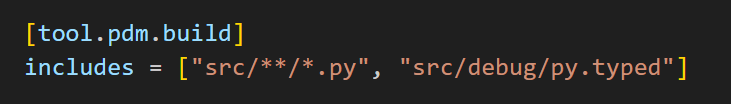 [tool.pdm.build]
includes = ["src/**/*.py", "src/debug/py.typed"]